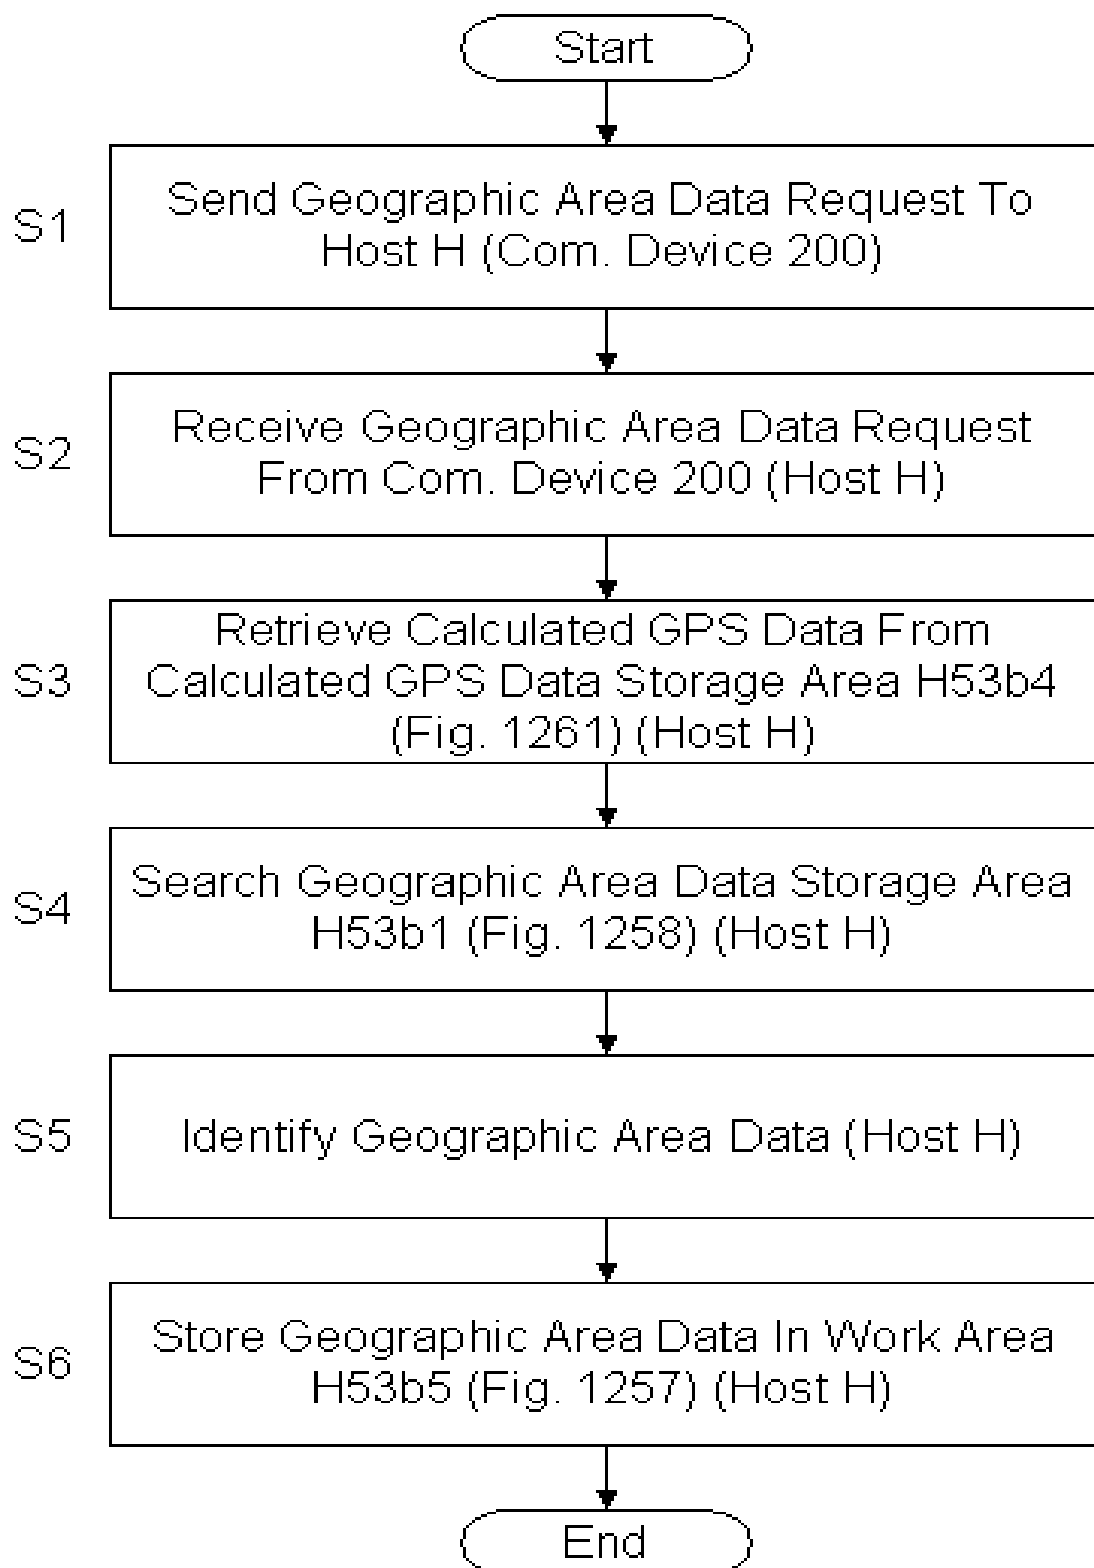 Start
S1
Send Geographic Area Data Request To
Host H (Com. Device 200)
S2
Receive Geographic Area Data Request
From Com. Device 200 (Host H)
S3
Retrieve Calculated GPS Data From
Calculated GPS Data Storage Area H53b4
(Fig. 1261) (Host H)
S4
Search Geographic Area Data Storage Area
H53b1 (Fig. 1258) (Host H)
S5
Identify Geographic Area Data (Host H)
S6
Store Geographic Area Data In Work Area
H53b5 (Fig. 1257) (Host H)
End